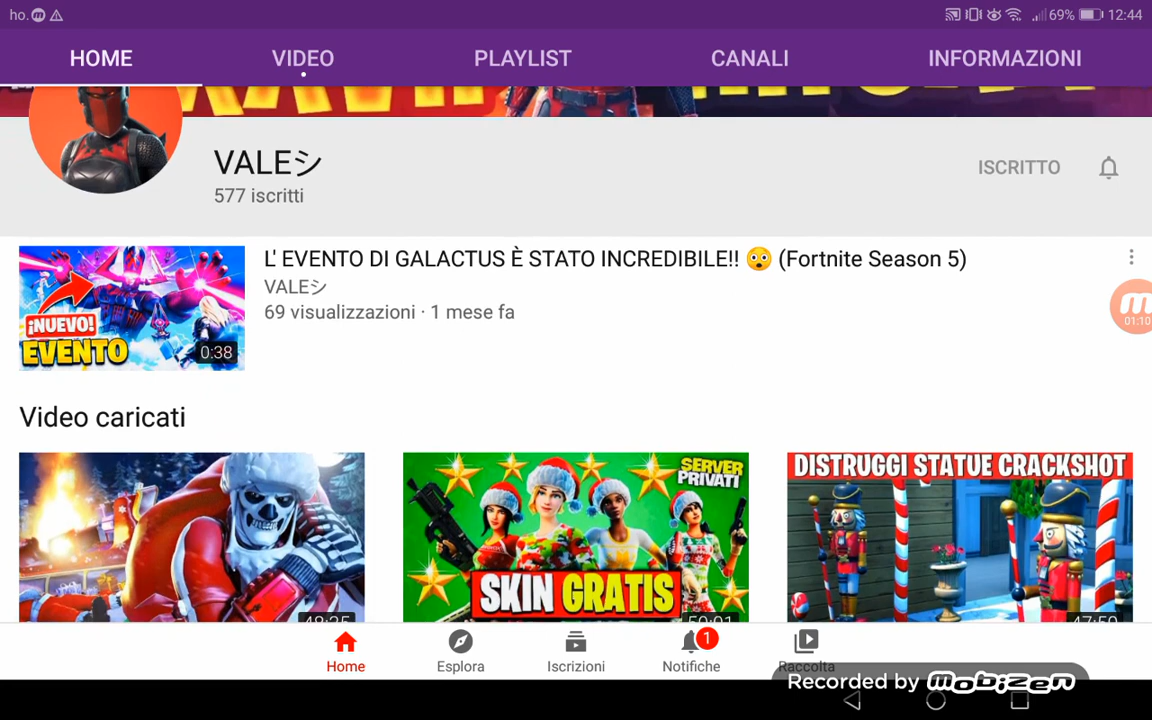 ho.
69% 12:44
HOME VIDEO PLAYLIST CANALI INFORMAZIONI
VALEシ
577 iscritti
ISCRITTO
L' EVENTO DI GALACTUS È STATO INCREDIBILE!! 😳 (Fortnite Season 5)
VALEシ
69 visualizzazioni · 1 mese fa
¡NUEVO!
EVENTO
0:38
01:10
Video caricati
SERVER
PRIVATI
SKIN GRATIS
DISTRUGGI STATUE CRACKSHOT
Home Esplora Iscrizioni Notifiche Raccolta
1
Recorded by mobizen